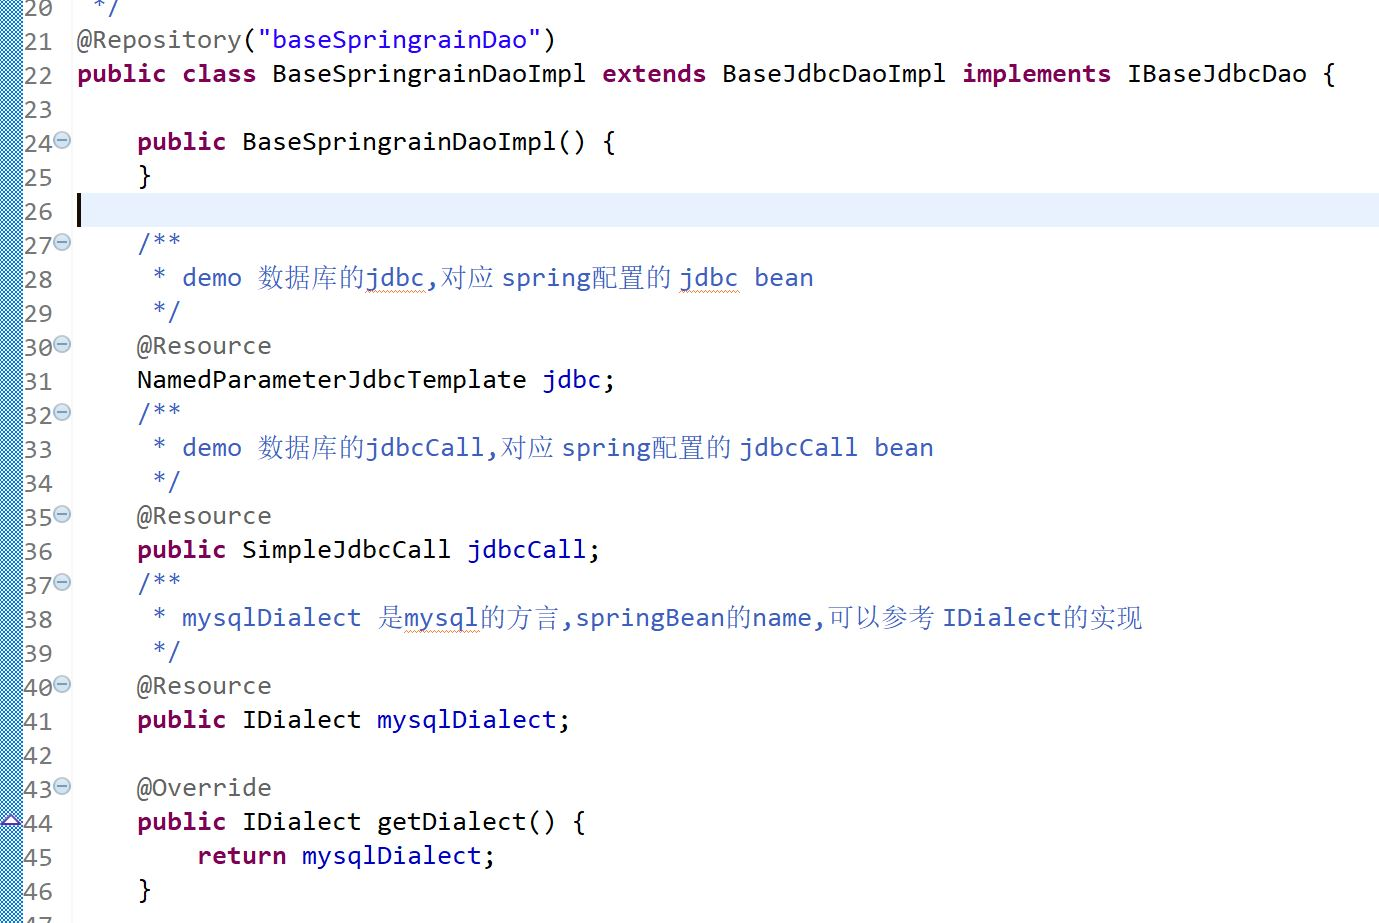 20 */
21 @Repository("baseSpringrainDao")
22 public class BaseSpringrainDaoImpl extends BaseJdbcDaoImpl implements IBaseJdbcDao {
23
24 public BaseSpringrainDaoImpl() {
25 }
26
27 /**
28 * demo 数据库的jdbc,对应 spring配置的 jdbc bean
29 */
30 @Resource
31 NamedParameterJdbcTemplate jdbc;
32 /**
33 * demo 数据库的jdbcCall,对应 spring配置的 jdbcCall bean
34 */
35 @Resource
36 public SimpleJdbcCall jdbcCall;
37 /**
38 * mysqlDialect 是mysql的方言,springBean的name,可以参考 IDialect的实现
39 */
40 @Resource
41 public IDialect mysqlDialect;
42
43 @Override
44 public IDialect getDialect() {
45 return mysqlDialect;
46 }
47